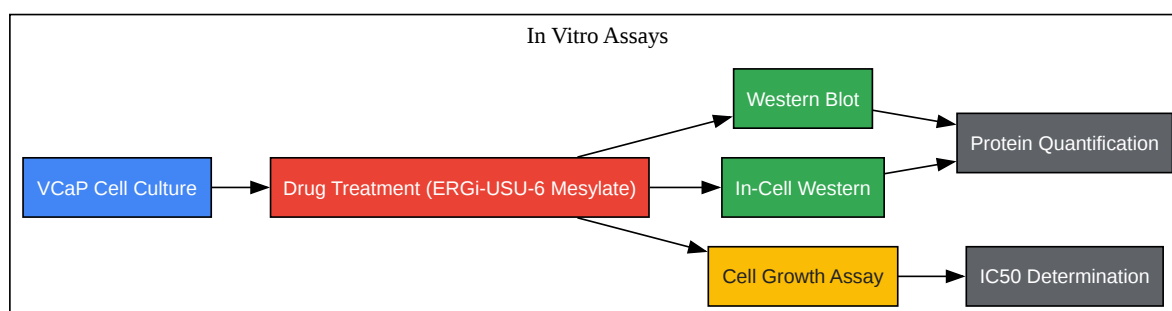 In Vitro Assays
VCaP Cell Culture
Drug Treatment (ERGi-USU-6 Mesylate)
Western Blot
In-Cell Western
Cell Growth Assay
Protein Quantification
IC50 Determination